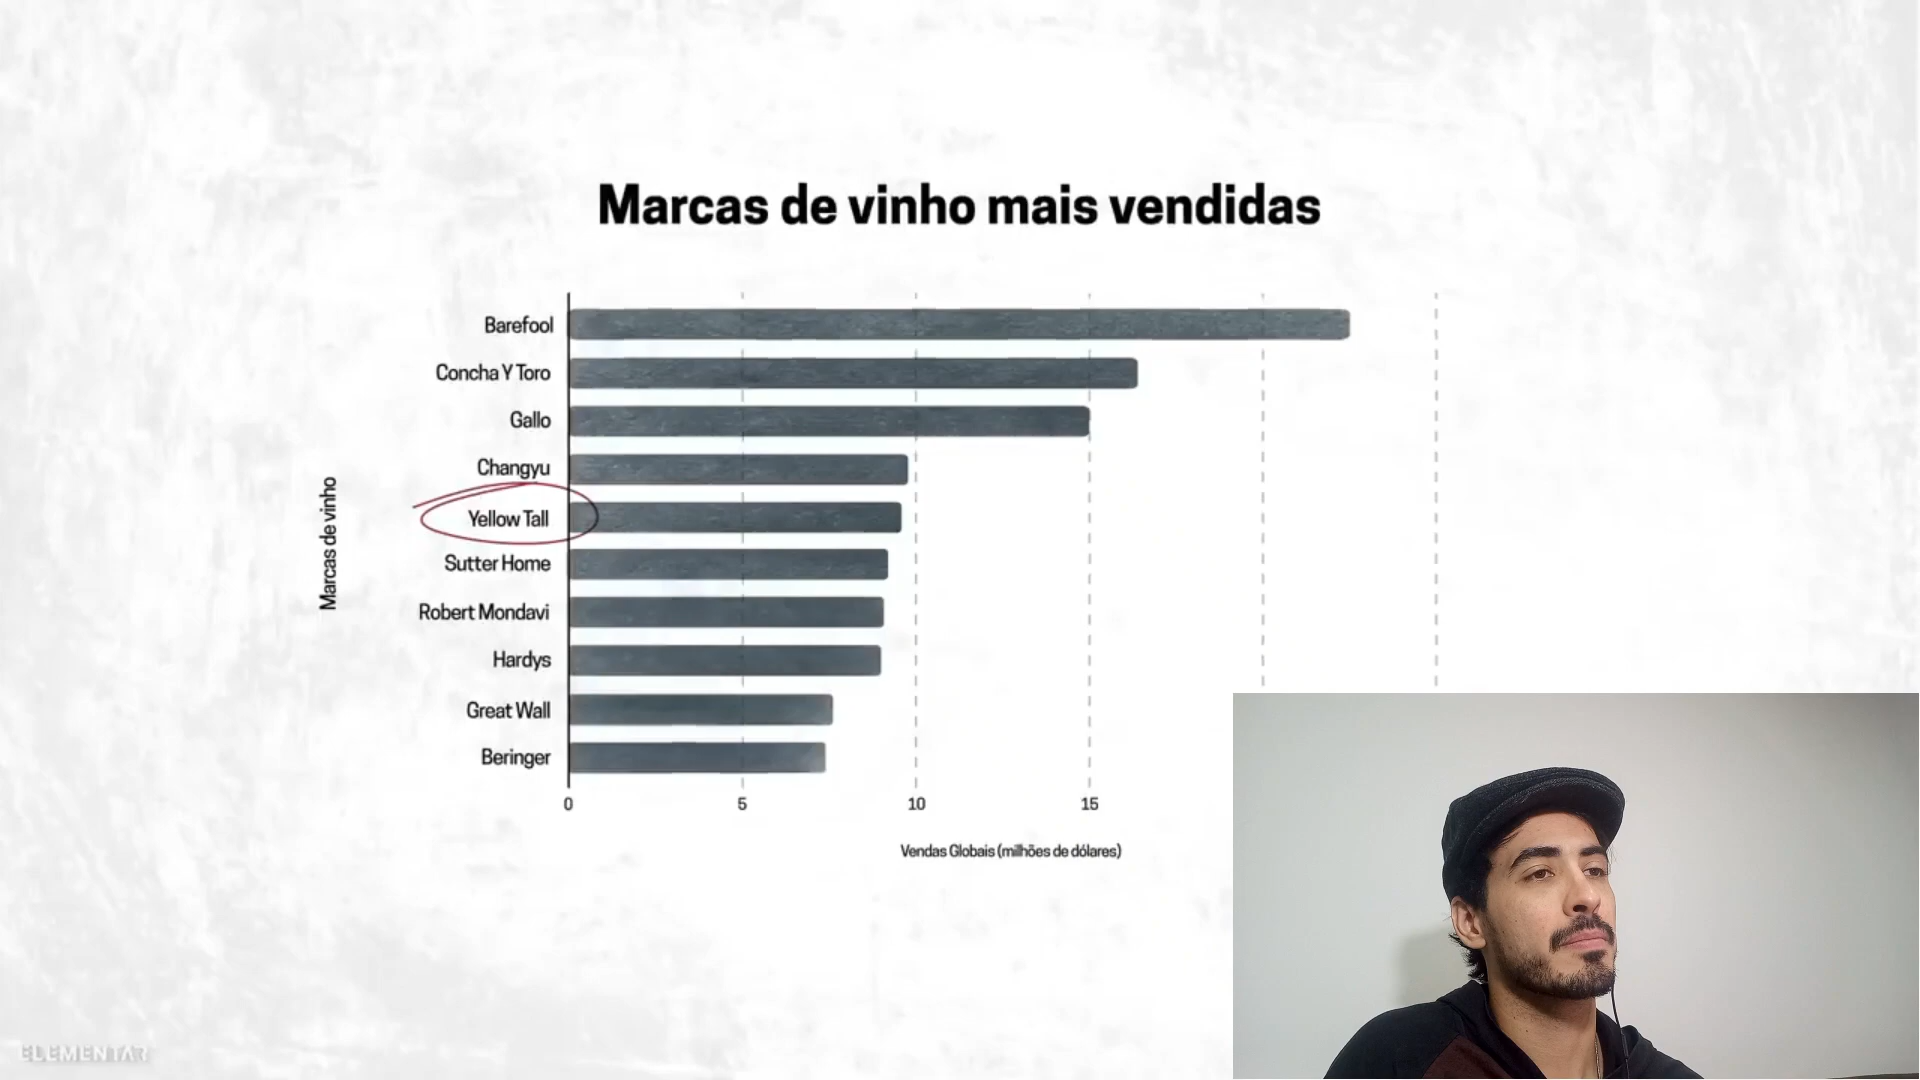 Marcas de vinho mais vendidas
Barefool
Concha Y Toro
Gallo
Changyu
Yellow Tall
Sutter Home
Robert Mondavi
Hardys
Great Wall
Beringer
Marcas de vinho
0 5 10 15
Vendas Globais (milhões de dólares)
ELEMENTAR